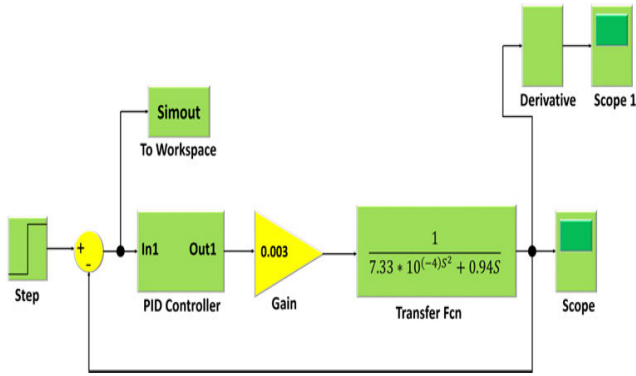 Derivative
Scope 1
Simout
To Workspace
+
-
Step
In1 Out1
PID Controller
0.003
Gain
1
7.33 * 10^(-4)S² + 0.94S
Transfer Fcn
Scope